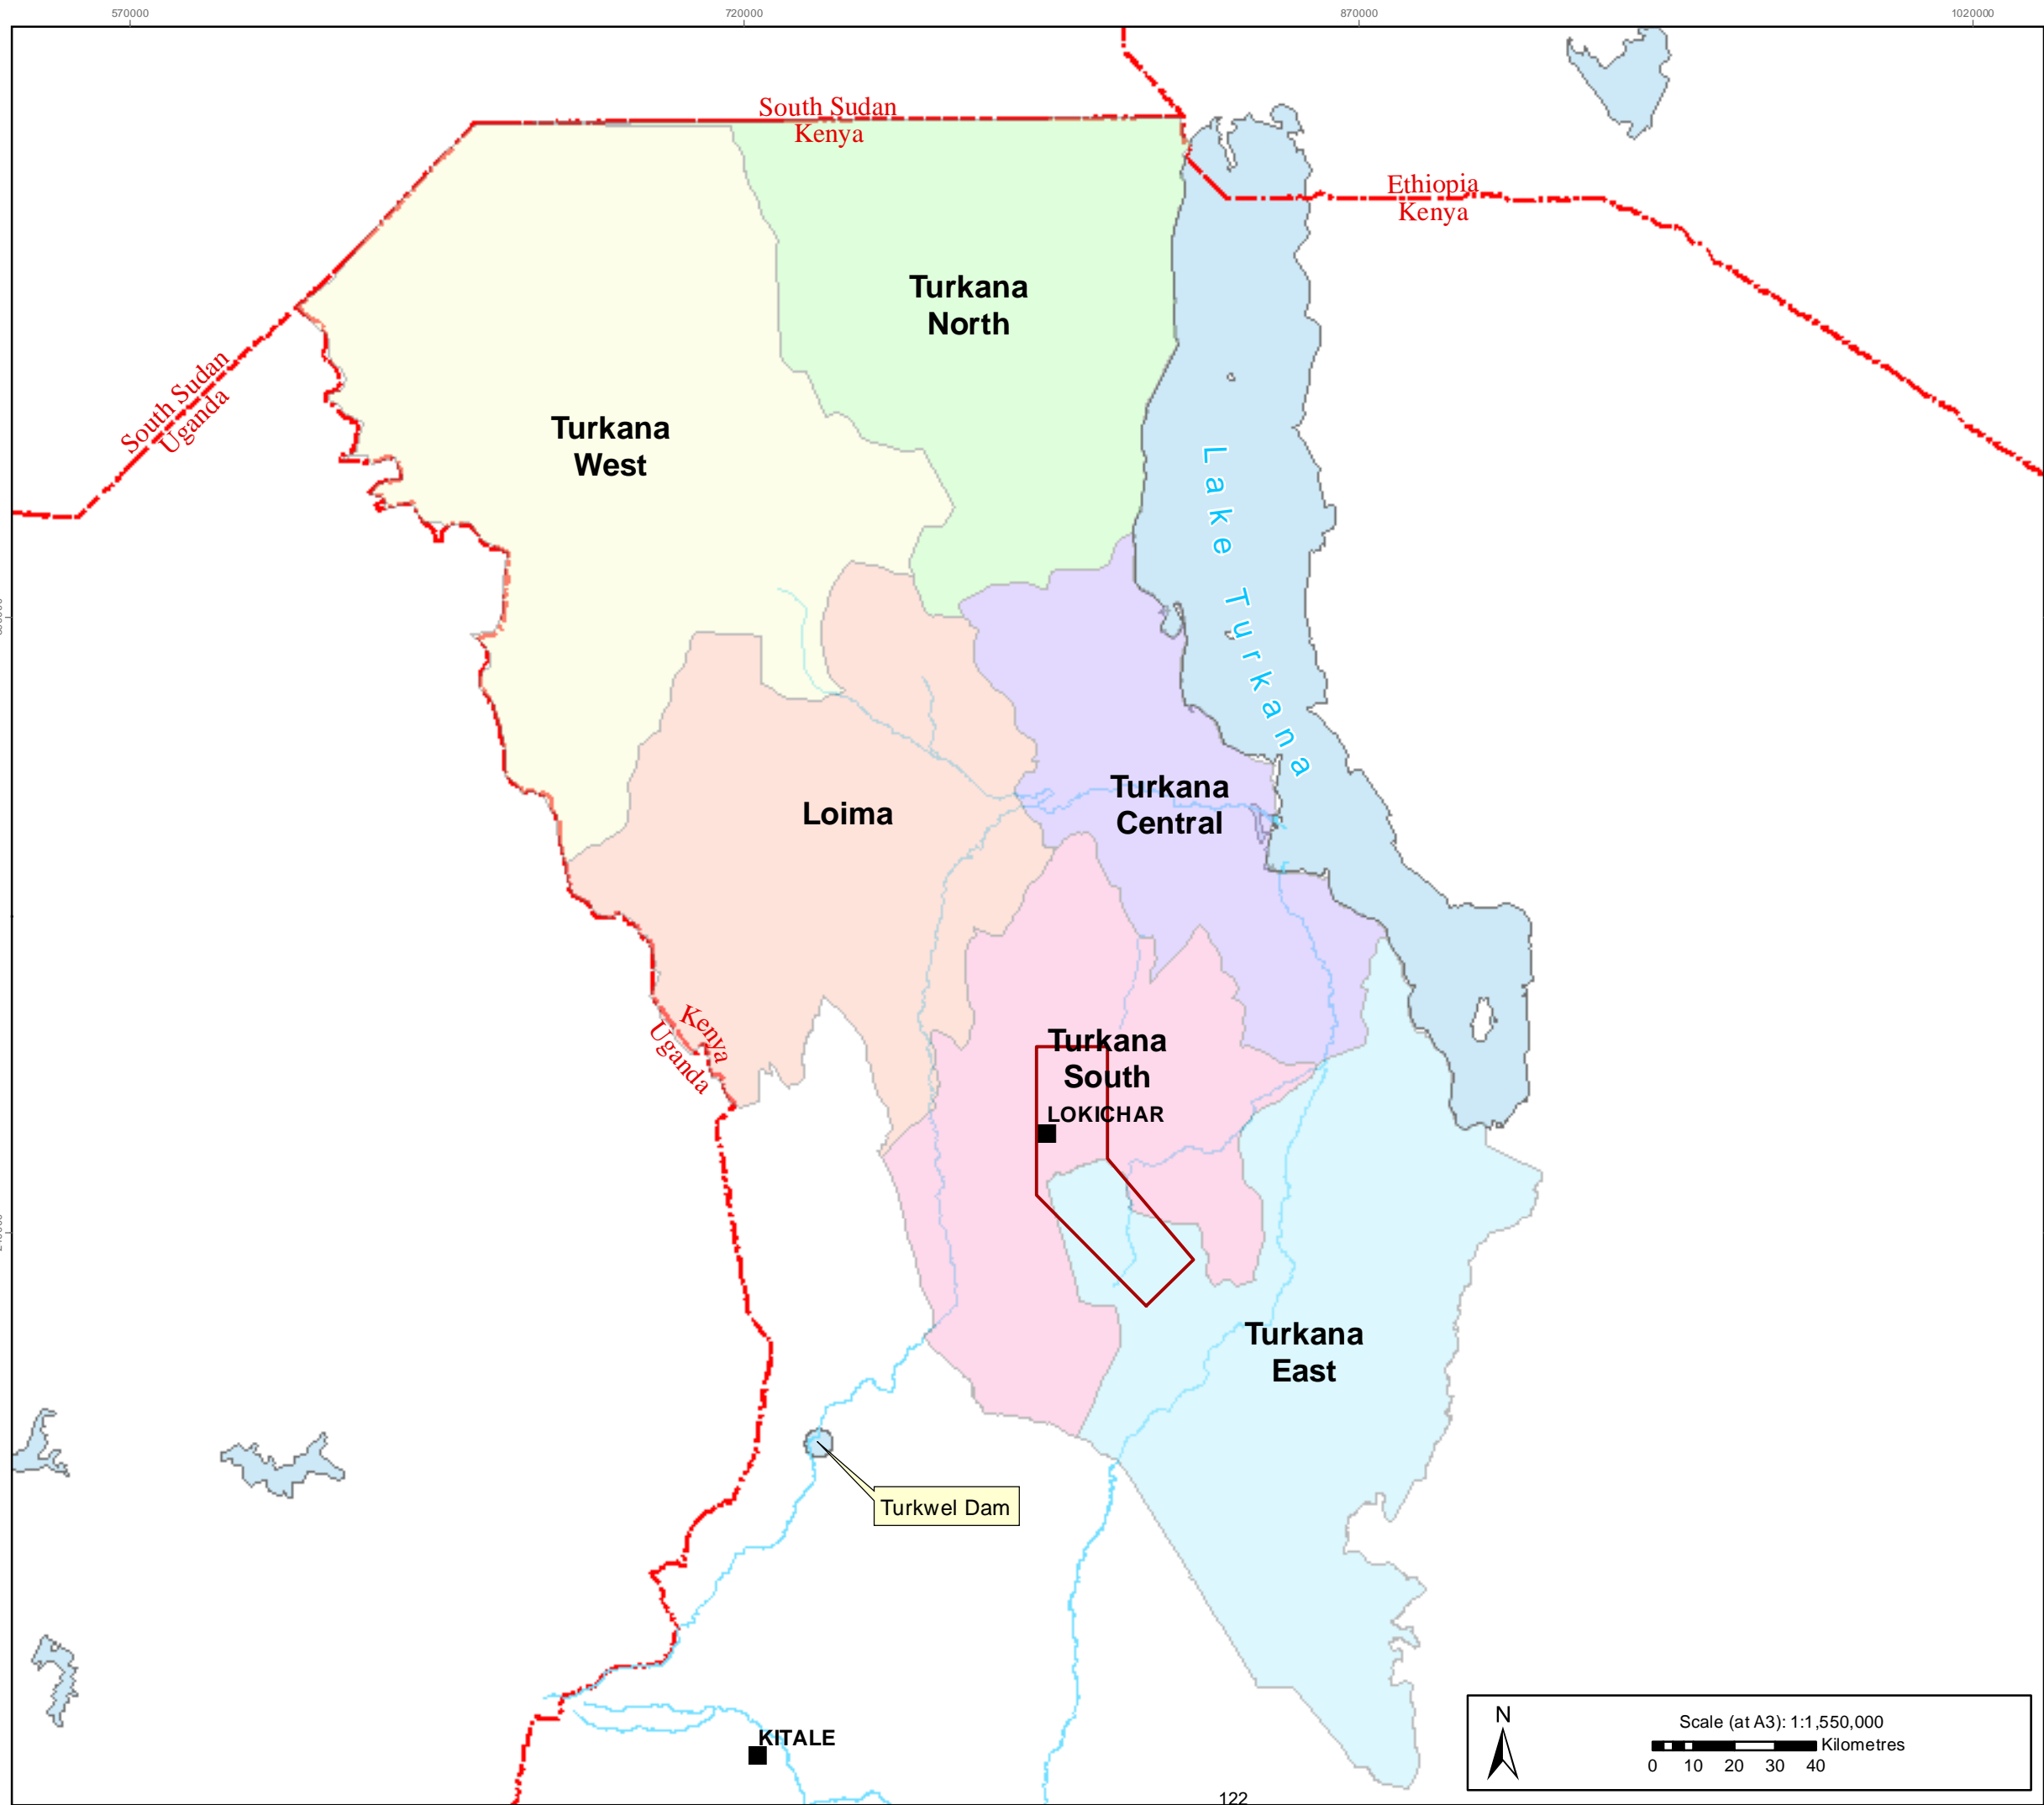 570000
720000
870000
1020000
South Sudan
Kenya
Ethiopia
Kenya
South Sudan
Uganda
Turkana
North
Turkana
West
Lake Turkana
Turkana
Central
Loima
Kenya
Uganda
Turkana
South
LOKICHAR
Turkana
East
Turkwel Dam
KITALE
N
Scale (at A3): 1:1,550,000
Kilometres
0 10 20 30 40
122